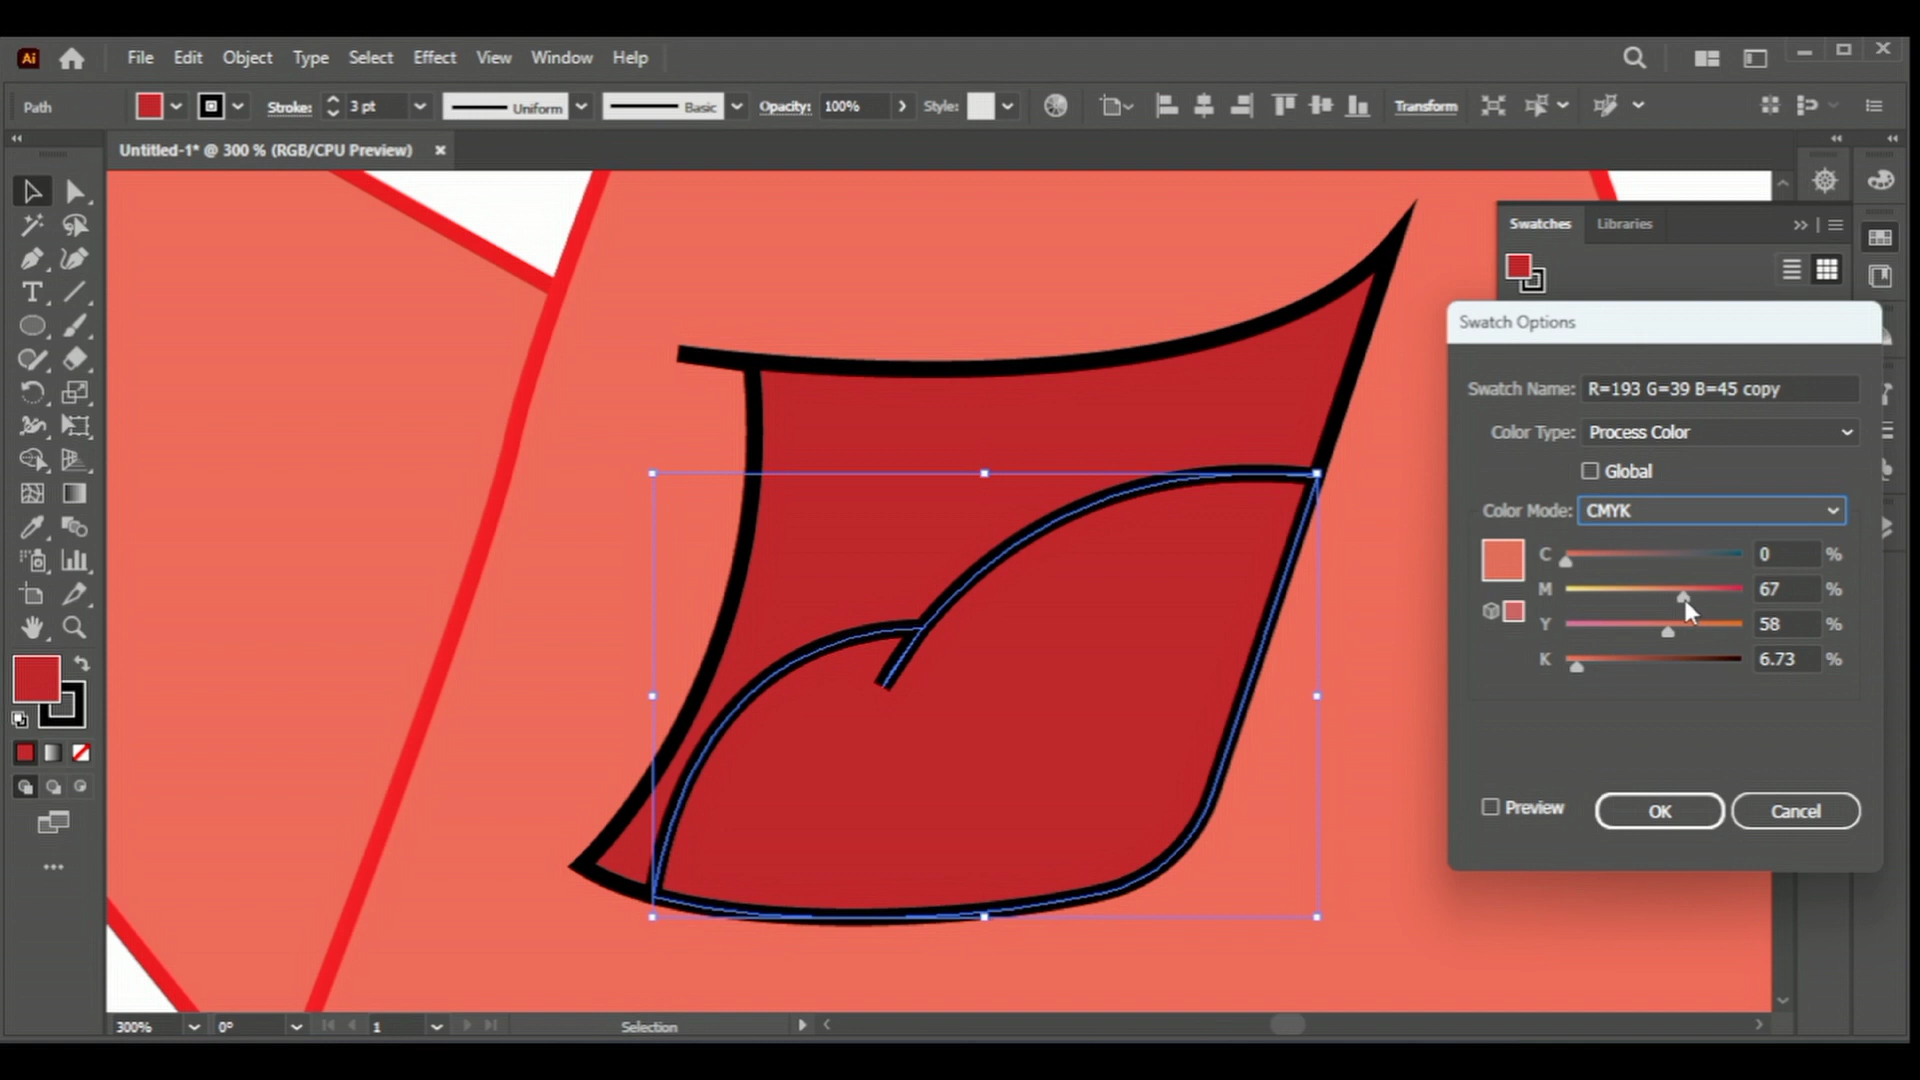 Ai File Edit Object Type Select Effect View Window Help
Path Stroke: 3 pt Uniform Basic Opacity: 100% Style: Transform
Untitled-1* @ 300 % (RGB/CPU Preview)
Swatches Libraries
Swatch Options
Swatch Name: R=193 G=39 B=45 copy
Color Type: Process Color
Global
Color Mode: CMYK
C 0 %
M 67 %
Y 58 %
K 6.73 %
Preview OK Cancel
300% 0° 1 Selection